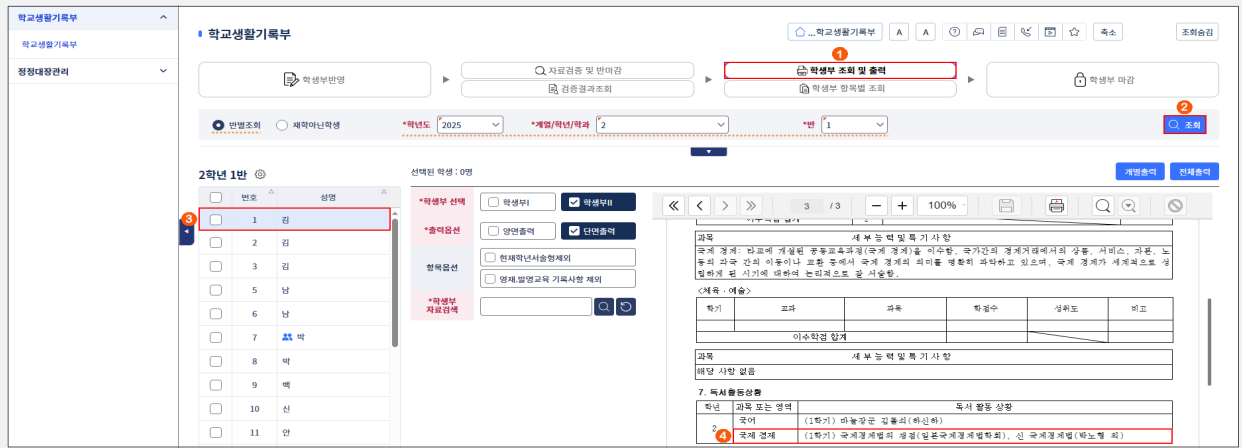 학교생활기록부
학교생활기록부
정정대장관리
학교생활기록부
...학교생활기록부 A A 축소 조회숨김
1
학생부반영
자료검증 및 반마감
검증결과조회
학생부 조회 및 출력
학생부 항목별 조회
학생부 마감
2
반별조회 재학아닌학생 *학년도 2025 *계열/학년/학과 2 *반 1 조회
2학년 1반 선택된 학생 : 0명 개별출력 전체출력
번호 성명
3
1 김
2 김
3 김
5 남
6 남
7 박
8 박
9 백
10 신
11 안
*학생부 선택 학생부I 학생부II
*출력옵션 양면출력 단면출력
항목옵션 현재학년서술형제외
영재.발명교육 기록사항 제외
*학생부
자료검색
3 /3 100%
이수학점 합계 2
과목 세 부 능 력 및 특 기 사 항
국제 경제: 타교에 개설된 공동교육과정(국제 경제)을 이수함. 국가간의 경제거래에서의 상품, 서비스, 자본, 노
동의 각국 간의 이동이나 교환 중에서 국제 경제의 의미를 명확히 파악하고 있으며, 국제 경제가 세계적으로 성
립하게 된 시기에 대하여 논리적으로 잘 서술함.
<체육ㆍ예술>
학기 교과 과목 학점수 성취도 비고
이수학점 합계
과목 세 부 능 력 및 특 기 사 항
해당 사항 없음
7. 독서활동상황
학년 과목 또는 영역 독서 활동 상황
2 국어 (1학기) 마늘장군 김돌쇠(하신하)
4
국제 경제 (1학기) 국제경제법의 쟁점(일본국제경제법학회), 신 국제경제법(박노형 외)